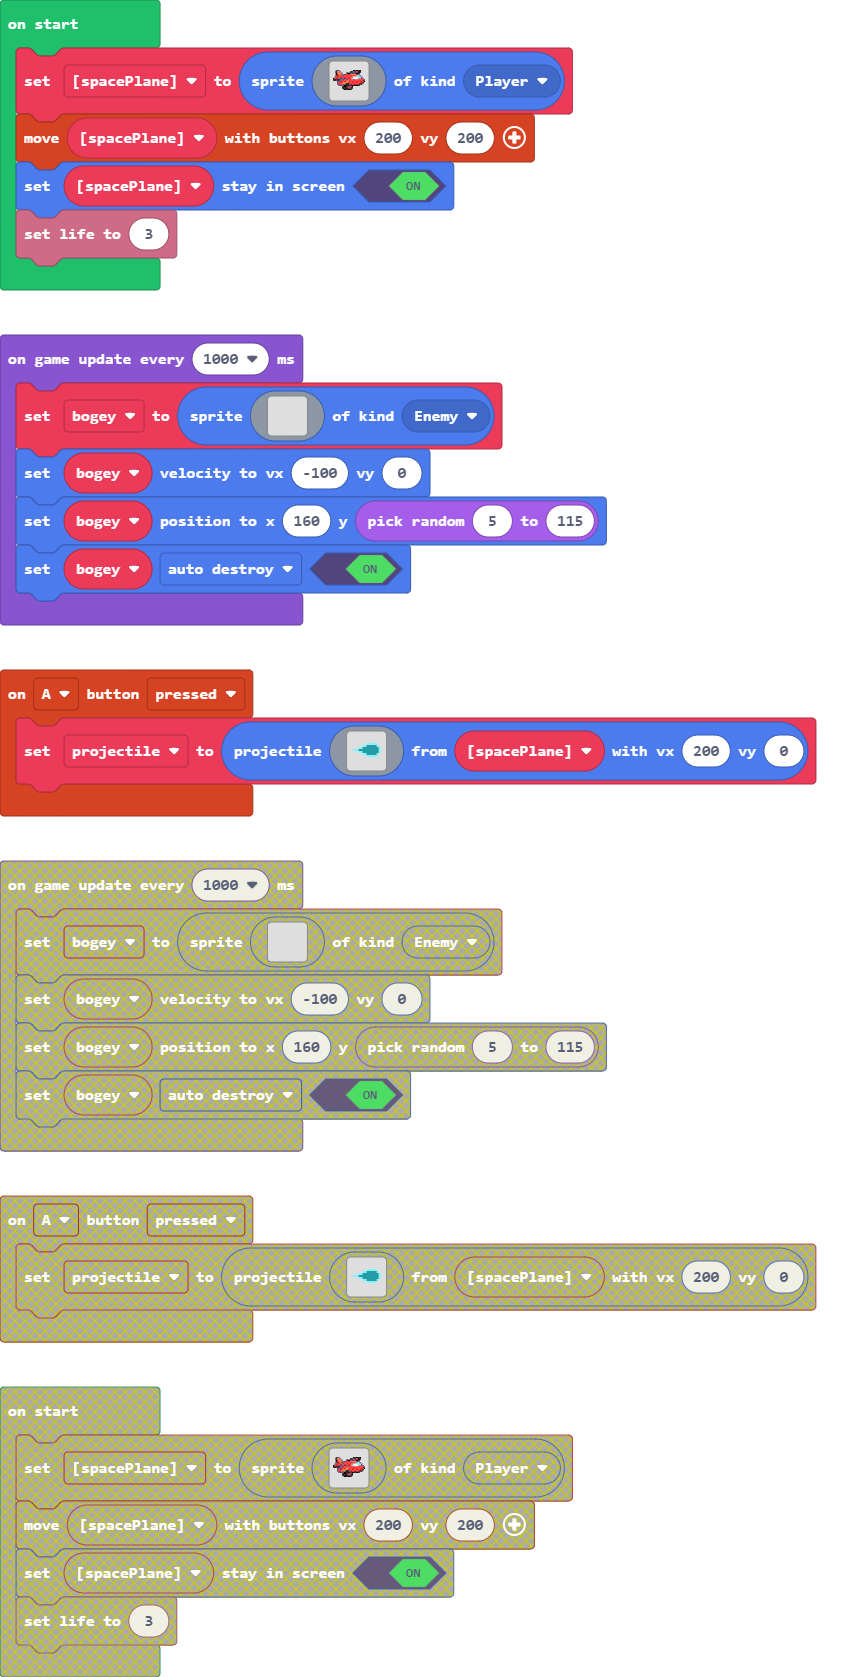 on start
set [spacePlane] to sprite of kind Player
move [spacePlane] with buttons vx 200 vy 200
set [spacePlane] stay in screen ON
set life to 3
on game update every 1000 ms
set bogey to sprite of kind Enemy
set bogey velocity to vx -100 vy 0
set bogey position to x 160 y pick random 5 to 115
set bogey auto destroy ON
on A button pressed
set projectile to projectile from [spacePlane] with vx 200 vy 0
on game update every 1000 ms
set bogey to sprite of kind Enemy
set bogey velocity to vx -100 vy 0
set bogey position to x 160 y pick random 5 to 115
set bogey auto destroy ON
on A button pressed
set projectile to projectile from [spacePlane] with vx 200 vy 0
on start
set [spacePlane] to sprite of kind Player
move [spacePlane] with buttons vx 200 vy 200
set [spacePlane] stay in screen ON
set life to 3